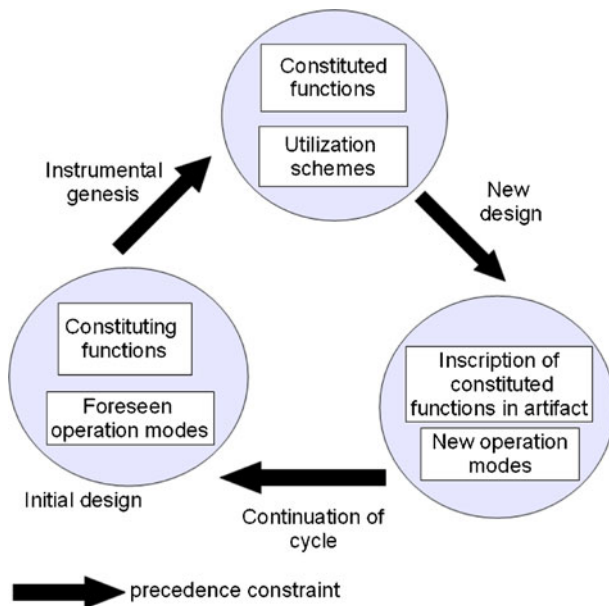 Constituted
functions
Utilization
schemes
Instrumental
genesis
New
design
Constituting
functions
Foreseen
operation modes
Initial design
Inscription of
constituted
functions in artifact
New operation
modes
Continuation of
cycle
precedence constraint